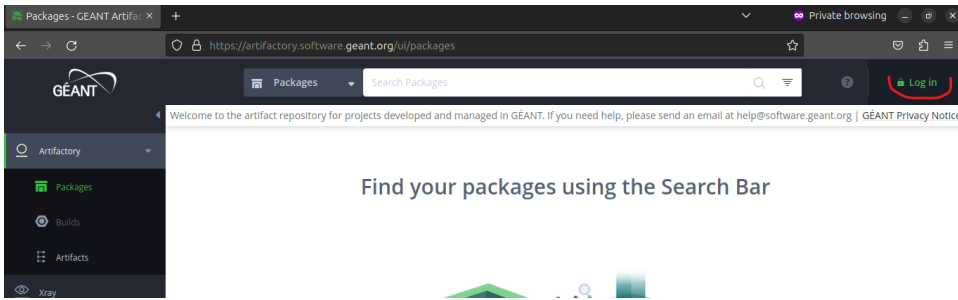 Packages - GEANT Artifac
Private browsing
https://artifactory.software.geant.org/ui/packages
GÉANT
Packages
Search Packages
Log in
Welcome to the artifact repository for projects developed and managed in GÉANT. If you need help, please send an email at help@software.geant.org | GÉANT Privacy Notice
Artifactory
Find your packages using the Search Bar
Packages
Builds
Artifacts
Xray